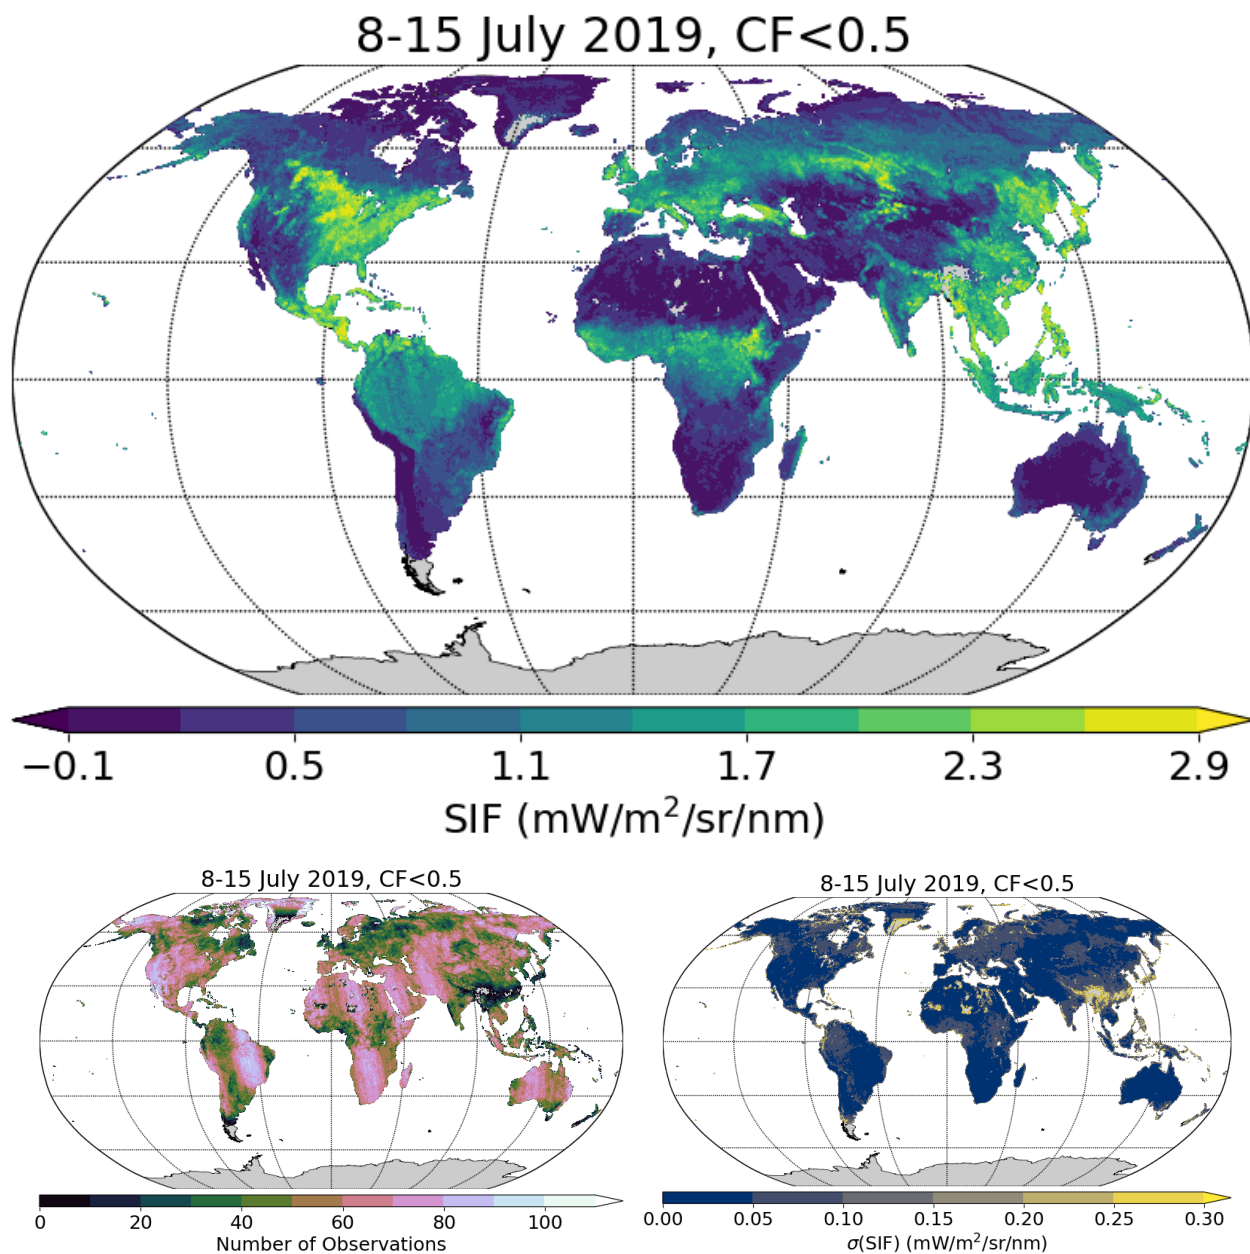 8-15 July 2019, CF<0.5
−0.1 0.5 1.1 1.7 2.3 2.9
SIF (mW/m²/sr/nm)
8-15 July 2019, CF<0.5
0 20 40 60 80 100
Number of Observations
8-15 July 2019, CF<0.5
0.00 0.05 0.10 0.15 0.20 0.25 0.30
σ(SIF) (mW/m²/sr/nm)